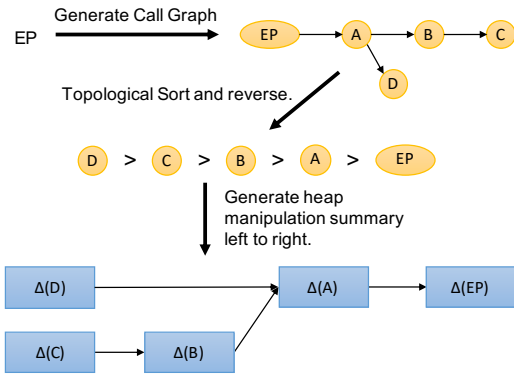 Generate Call Graph
EP
EP A B C
D
Topological Sort and reverse.
D > C > B > A > EP
Generate heap
manipulation summary
left to right.
Δ(D) Δ(A) Δ(EP)
Δ(C) Δ(B)